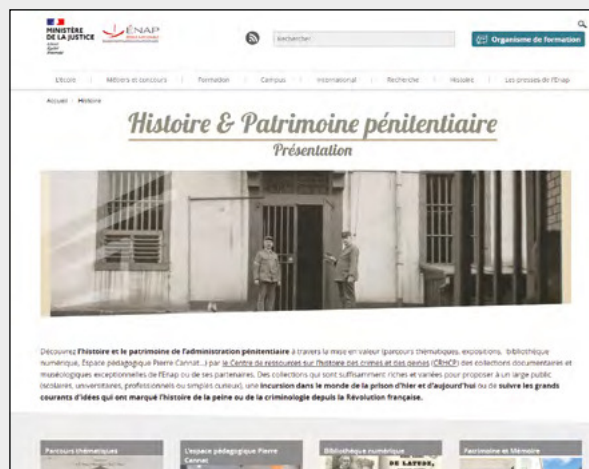 MINISTÈRE
DE LA JUSTICE
Liberté
Égalité
Fraternité
ÉNAP
Rechercher
Organisme de formation
L'école
Métiers et concours
Formation
Campus
International
Recherche
Histoire
Les presses de l'Enap
Accueil Histoire
Histoire & Patrimoine pénitentiaire
Présentation
Découvrez l'histoire et le patrimoine de l'administration pénitentiaire à travers la mise en valeur (parcours thématiques, expositions, bibliothèque
numérique, Espace pédagogique Pierre Cannat...) par le Centre de ressources sur l'histoire des crimes et des peines (CRHCP) des collections documentaires et
muséologiques exceptionnelles de l'Enap ou de ses partenaires. Des collections qui sont suffisamment riches et variées pour proposer à un large public
(scolaires, universitaires, professionnels ou simples curieux), une incursion dans le monde de la prison d'hier et d'aujourd'hui ou de suivre les grands
courants d'idées qui ont marqué l'histoire de la peine ou de la criminologie depuis la Révolution française.
Parcours thématiques
L'espace pédagogique Pierre
Cannat
Bibliothèque numérique
DE LATUDE,
Patrimoine et Mémoire